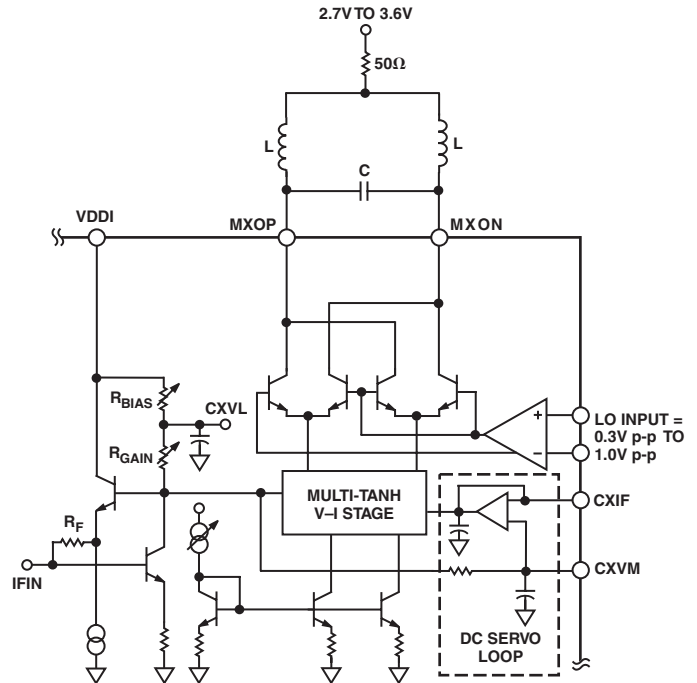 2.7V TO 3.6V
50Ω
L
L
C
VDDI
MXOP
MXON
RBIAS
CXVL
RGAIN
+
LO INPUT =
0.3V p-p TO
1.0V p-p
–
MULTI-TANH
V–I STAGE
CXIF
RF
IFIN
CXVM
DC SERVO
LOOP